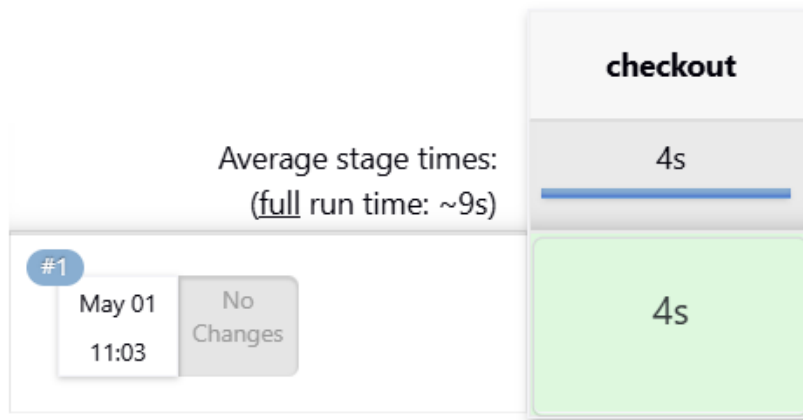 checkout
Average stage times:
4s
(full run time: ~9s)
#1
May 01
11:03
No
Changes
4s